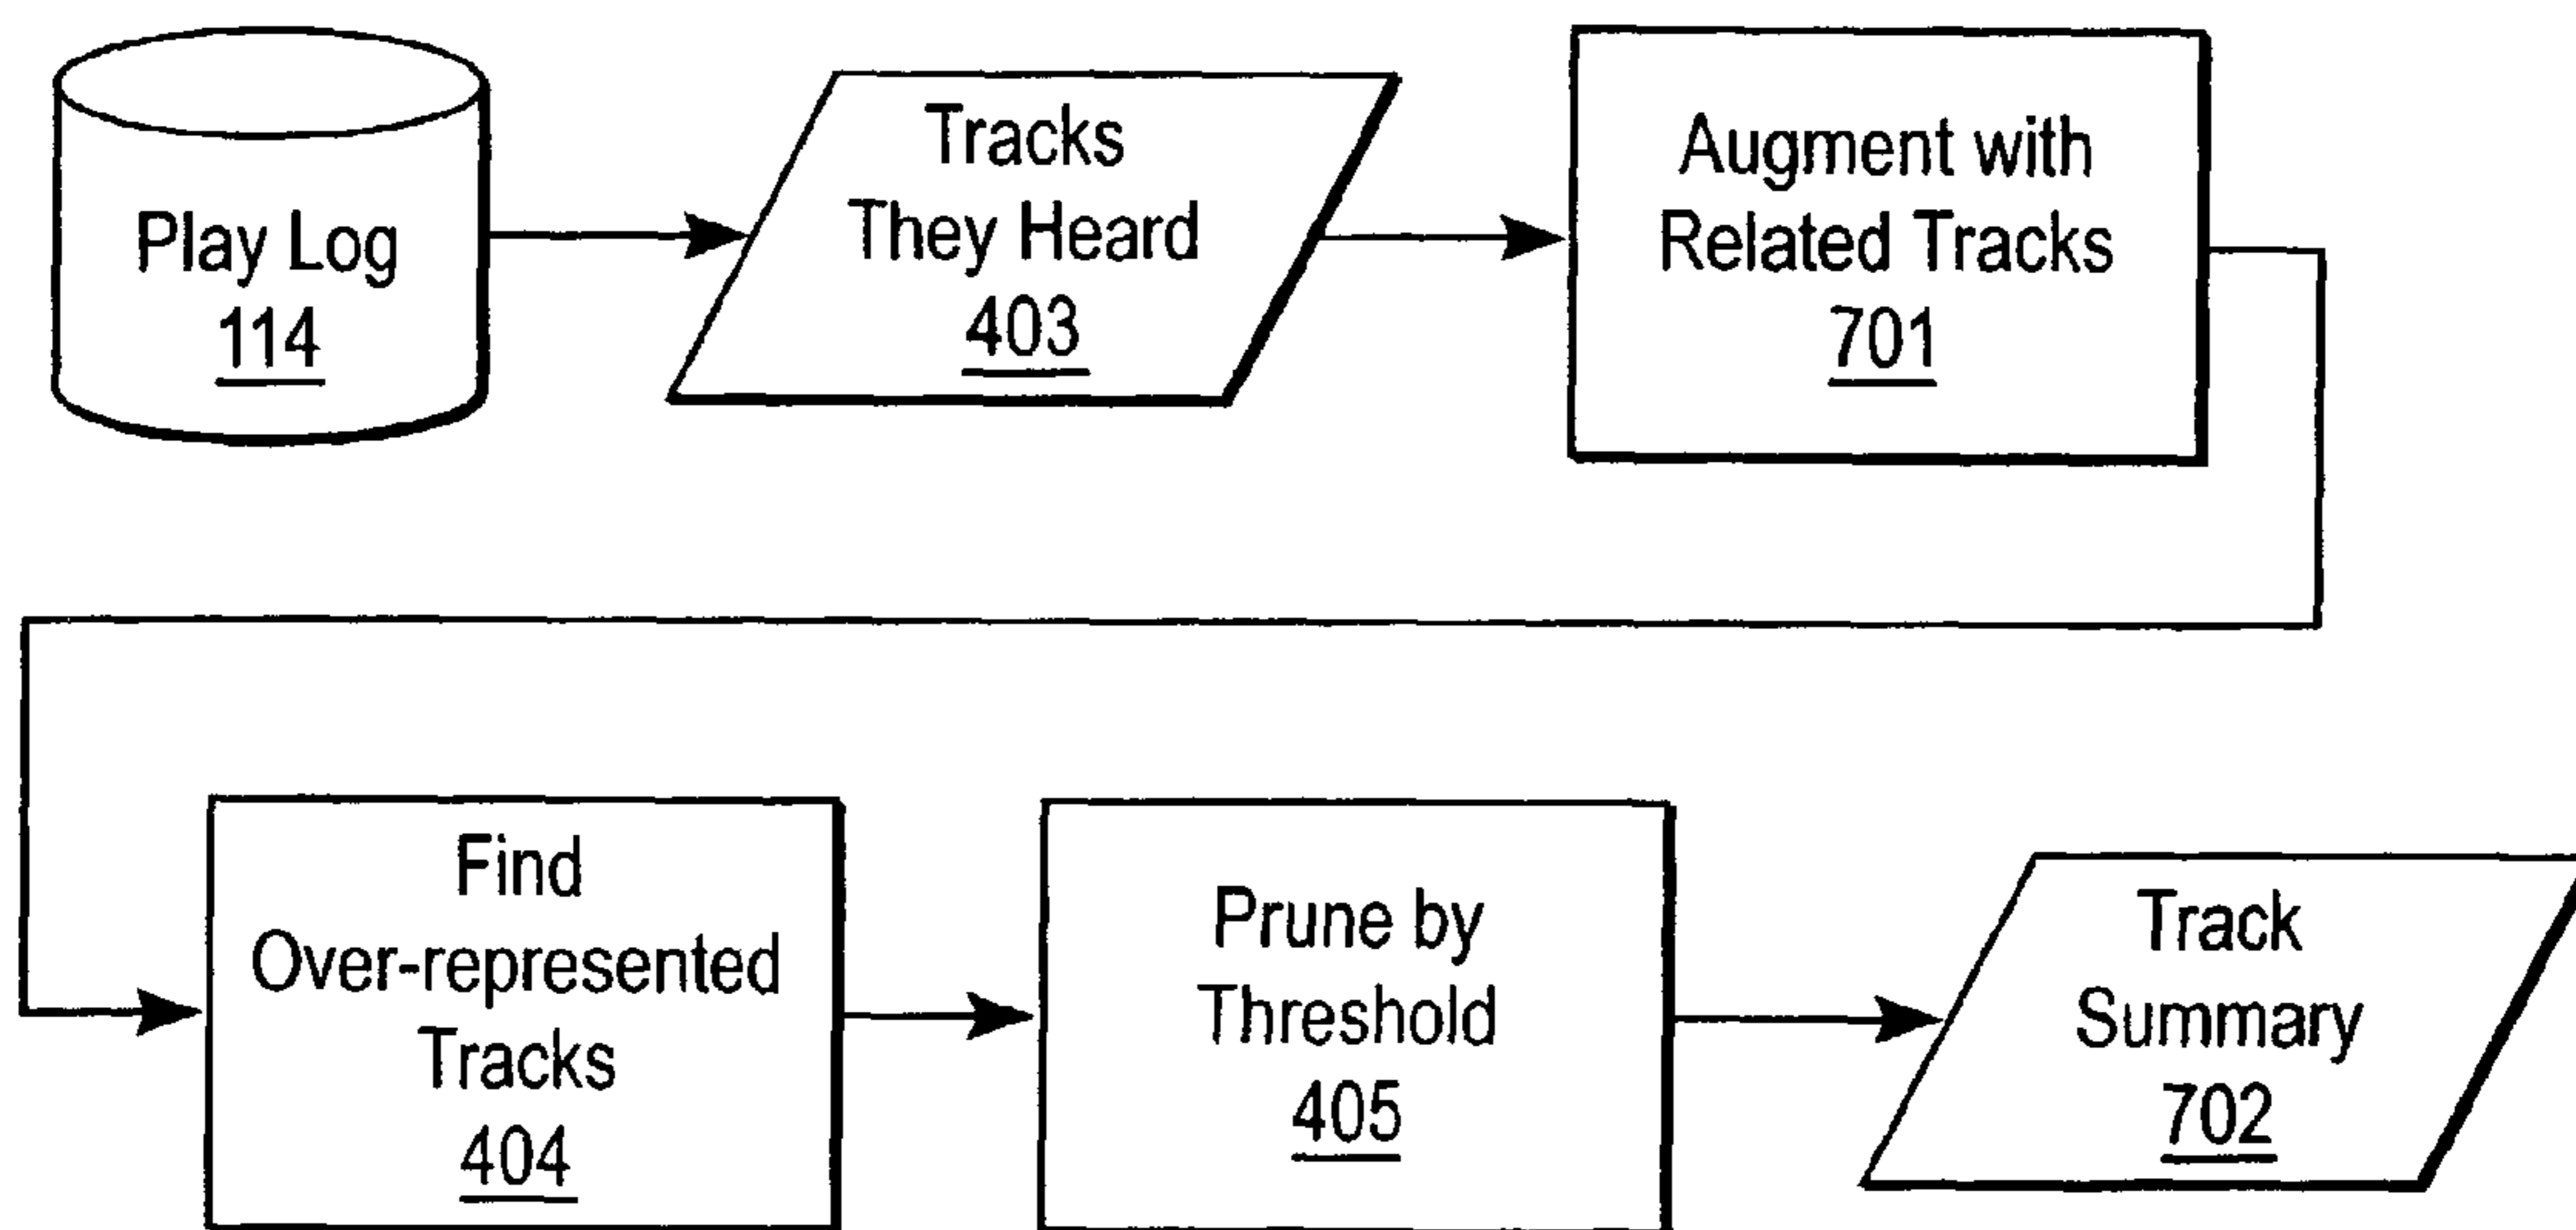 Play Log
114
Tracks
They Heard
403
Augment with
Related Tracks
701
Find
Over-represented
Tracks
404
Prune by
Threshold
405
Track
Summary
702